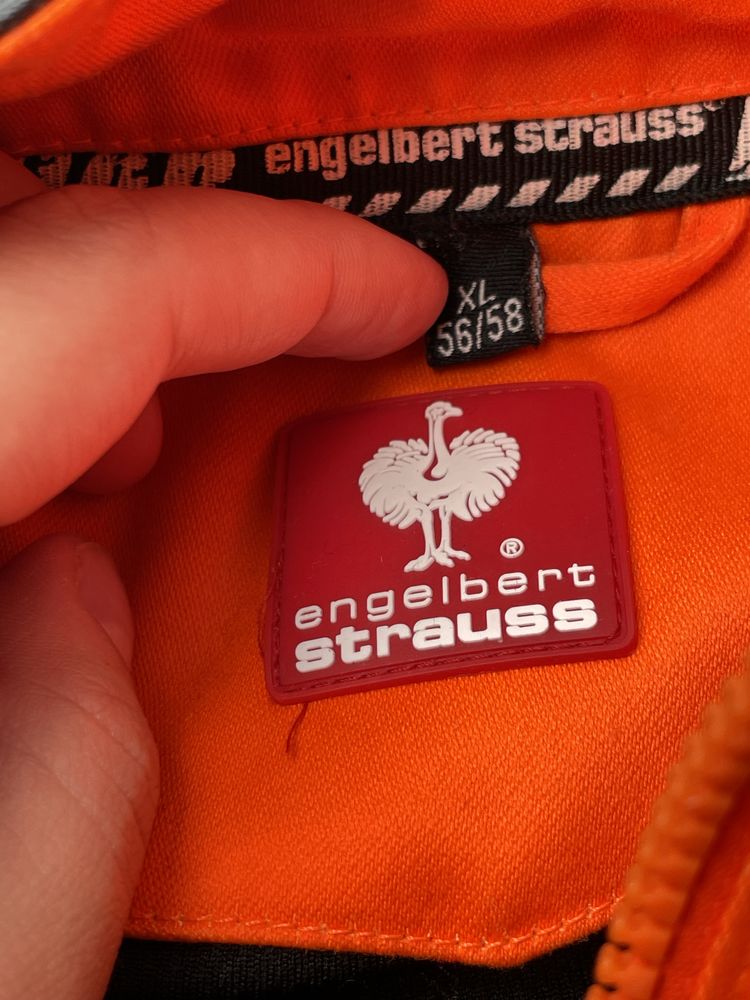 engelbert strauss
XL
56/58
®
engelbert
strauss